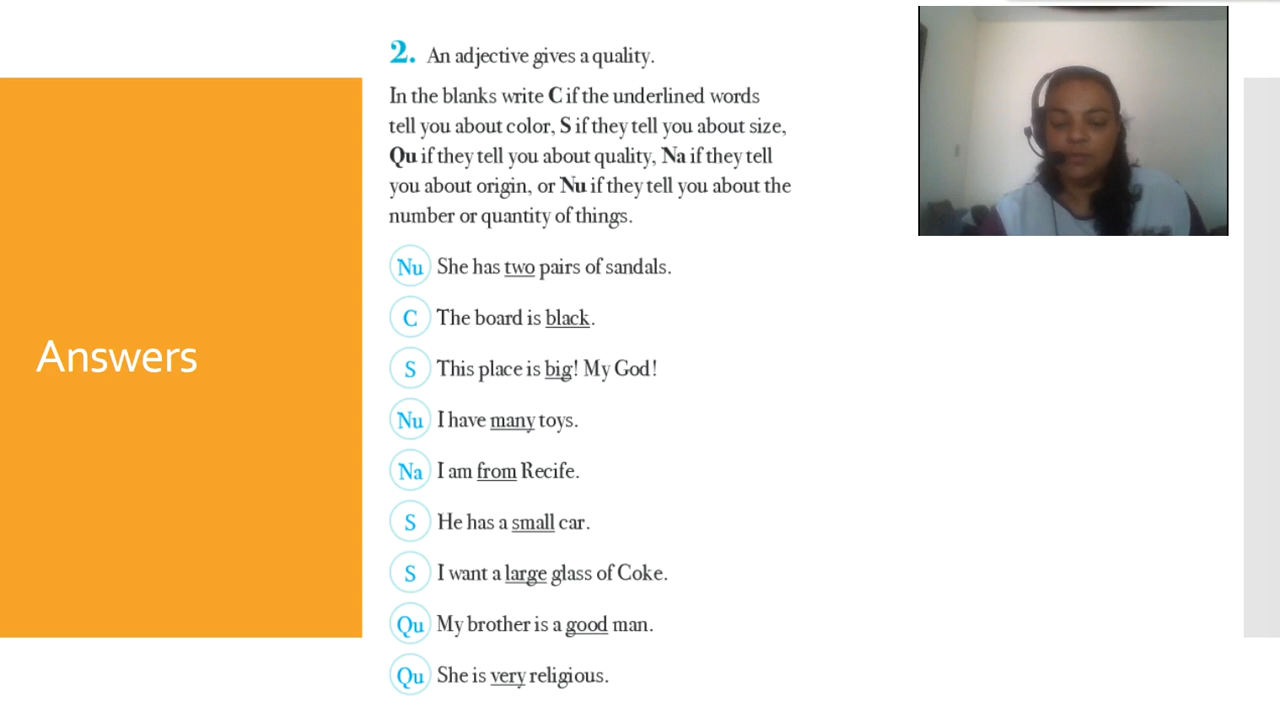 Answers
2. An adjective gives a quality.
In the blanks write C if the underlined words
tell you about color, S if they tell you about size,
Qu if they tell you about quality, Na if they tell
you about origin, or Nu if they tell you about the
number or quantity of things.
Nu She has two pairs of sandals.
C The board is black.
S This place is big! My God!
Nu I have many toys.
Na I am from Recife.
S He has a small car.
S I want a large glass of Coke.
Qu My brother is a good man.
Qu She is very religious.